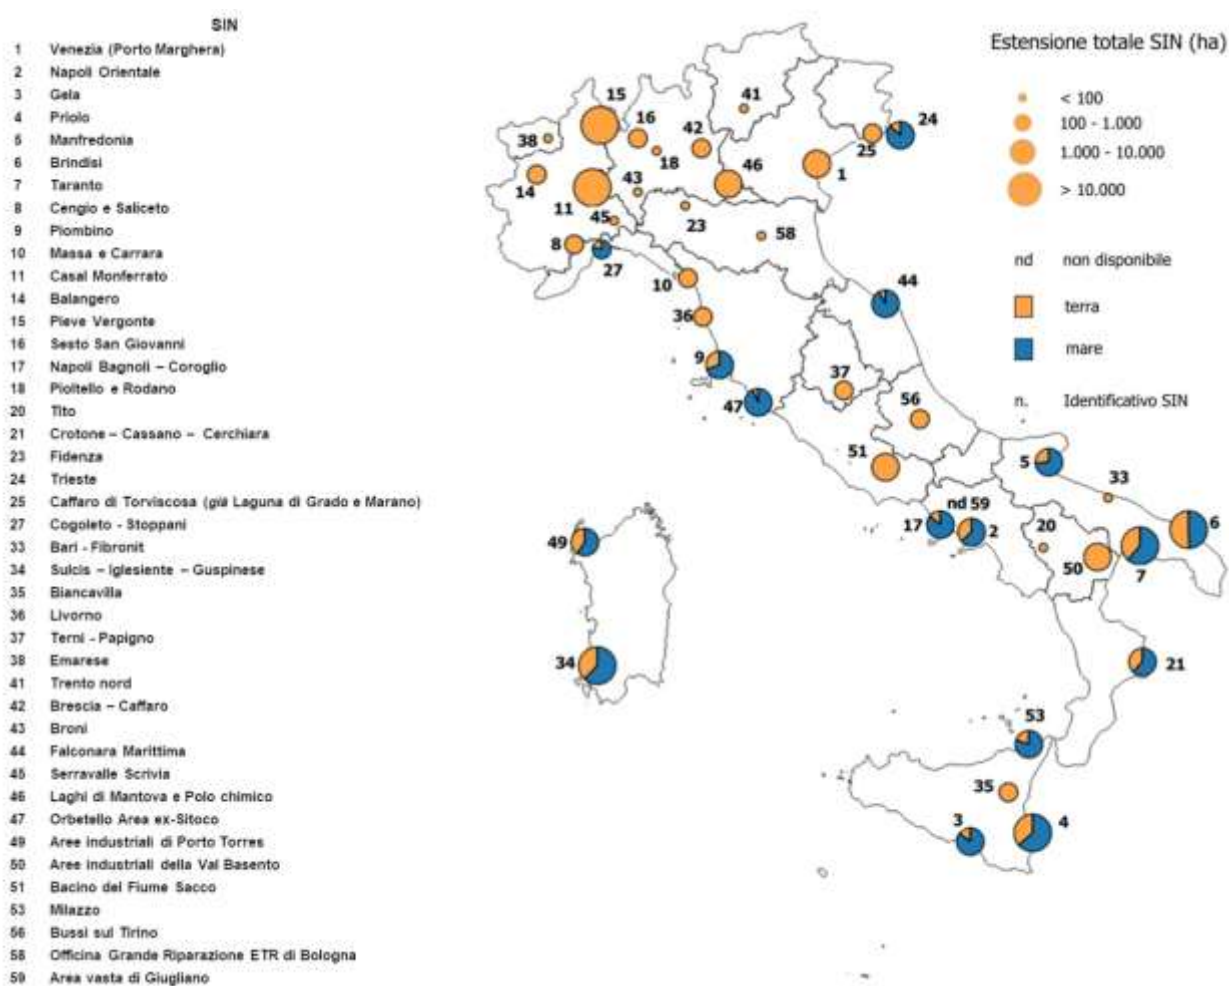 SIN
1 Venezia (Porto Marghera)
2 Napoli Orientale
3 Gela
4 Priolo
5 Manfredonia
6 Brindisi
7 Taranto
8 Cengio e Saliceto
9 Piombino
10 Massa e Carrara
11 Casal Monferrato
14 Balangero
15 Pieve Vergonte
16 Sesto San Giovanni
17 Napoli Bagnoli – Coroglio
18 Pioltello e Rodano
20 Tito
21 Crotone – Cassano – Cerchiara
23 Fidenza
24 Trieste
25 Caffaro di Torviscosa (già Laguna di Grado e Marano)
27 Cogoleto - Stoppani
33 Bari - Fibronit
34 Sulcis – Iglesiente – Guspinese
35 Biancavilla
36 Livorno
37 Terni - Papigno
38 Emarese
41 Trento nord
42 Brescia – Caffaro
43 Broni
44 Falconara Marittima
45 Serravalle Scrivia
46 Laghi di Mantova e Polo chimico
47 Orbetello Area ex-Sitoco
49 Aree industriali di Porto Torres
50 Aree industriali della Val Basento
51 Bacino del Fiume Sacco
53 Milazzo
56 Bussi sul Tirino
58 Officina Grande Riparazione ETR di Bologna
59 Area vasta di Giugliano
15
41
16
42
24
38
18
25
46
1
14
43
11
23
45
58
8
27
44
10
36
9
37
47
56
51
5
33
nd 59
17
2
20
6
49
50
7
34
21
53
35
3
4
Estensione totale SIN (ha)
< 100
100 - 1.000
1.000 - 10.000
> 10.000
nd non disponibile
terra
mare
n. Identificativo SIN